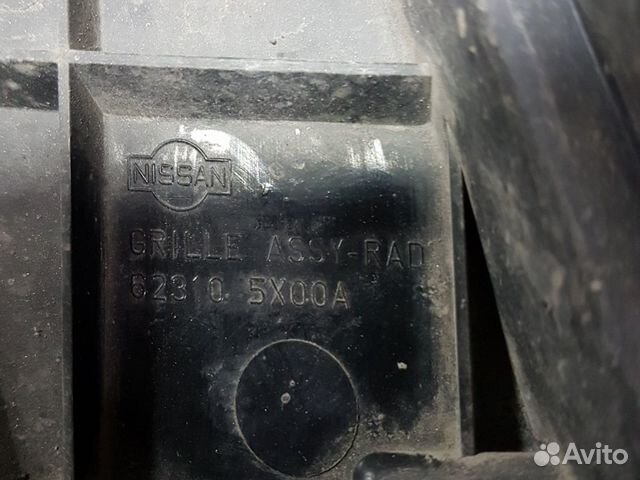 NISSAN
GRILLE ASSY-RAD
62310 5X00A
Avito